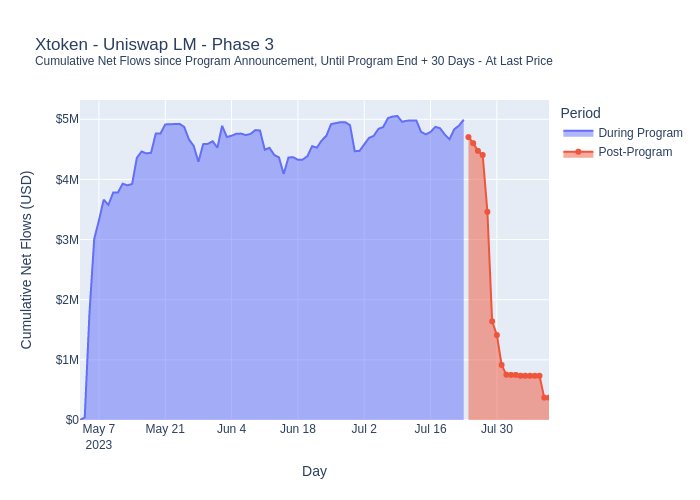 Xtoken - Uniswap LM - Phase 3
Cumulative Net Flows since Program Announcement, Until Program End + 30 Days - At Last Price
Period
During Program
Post-Program
Cumulative Net Flows (USD)
$5M
$4M
$3M
$2M
$1M
$0
May 7
2023
May 21
Jun 4
Jun 18
Jul 2
Jul 16
Jul 30
Day